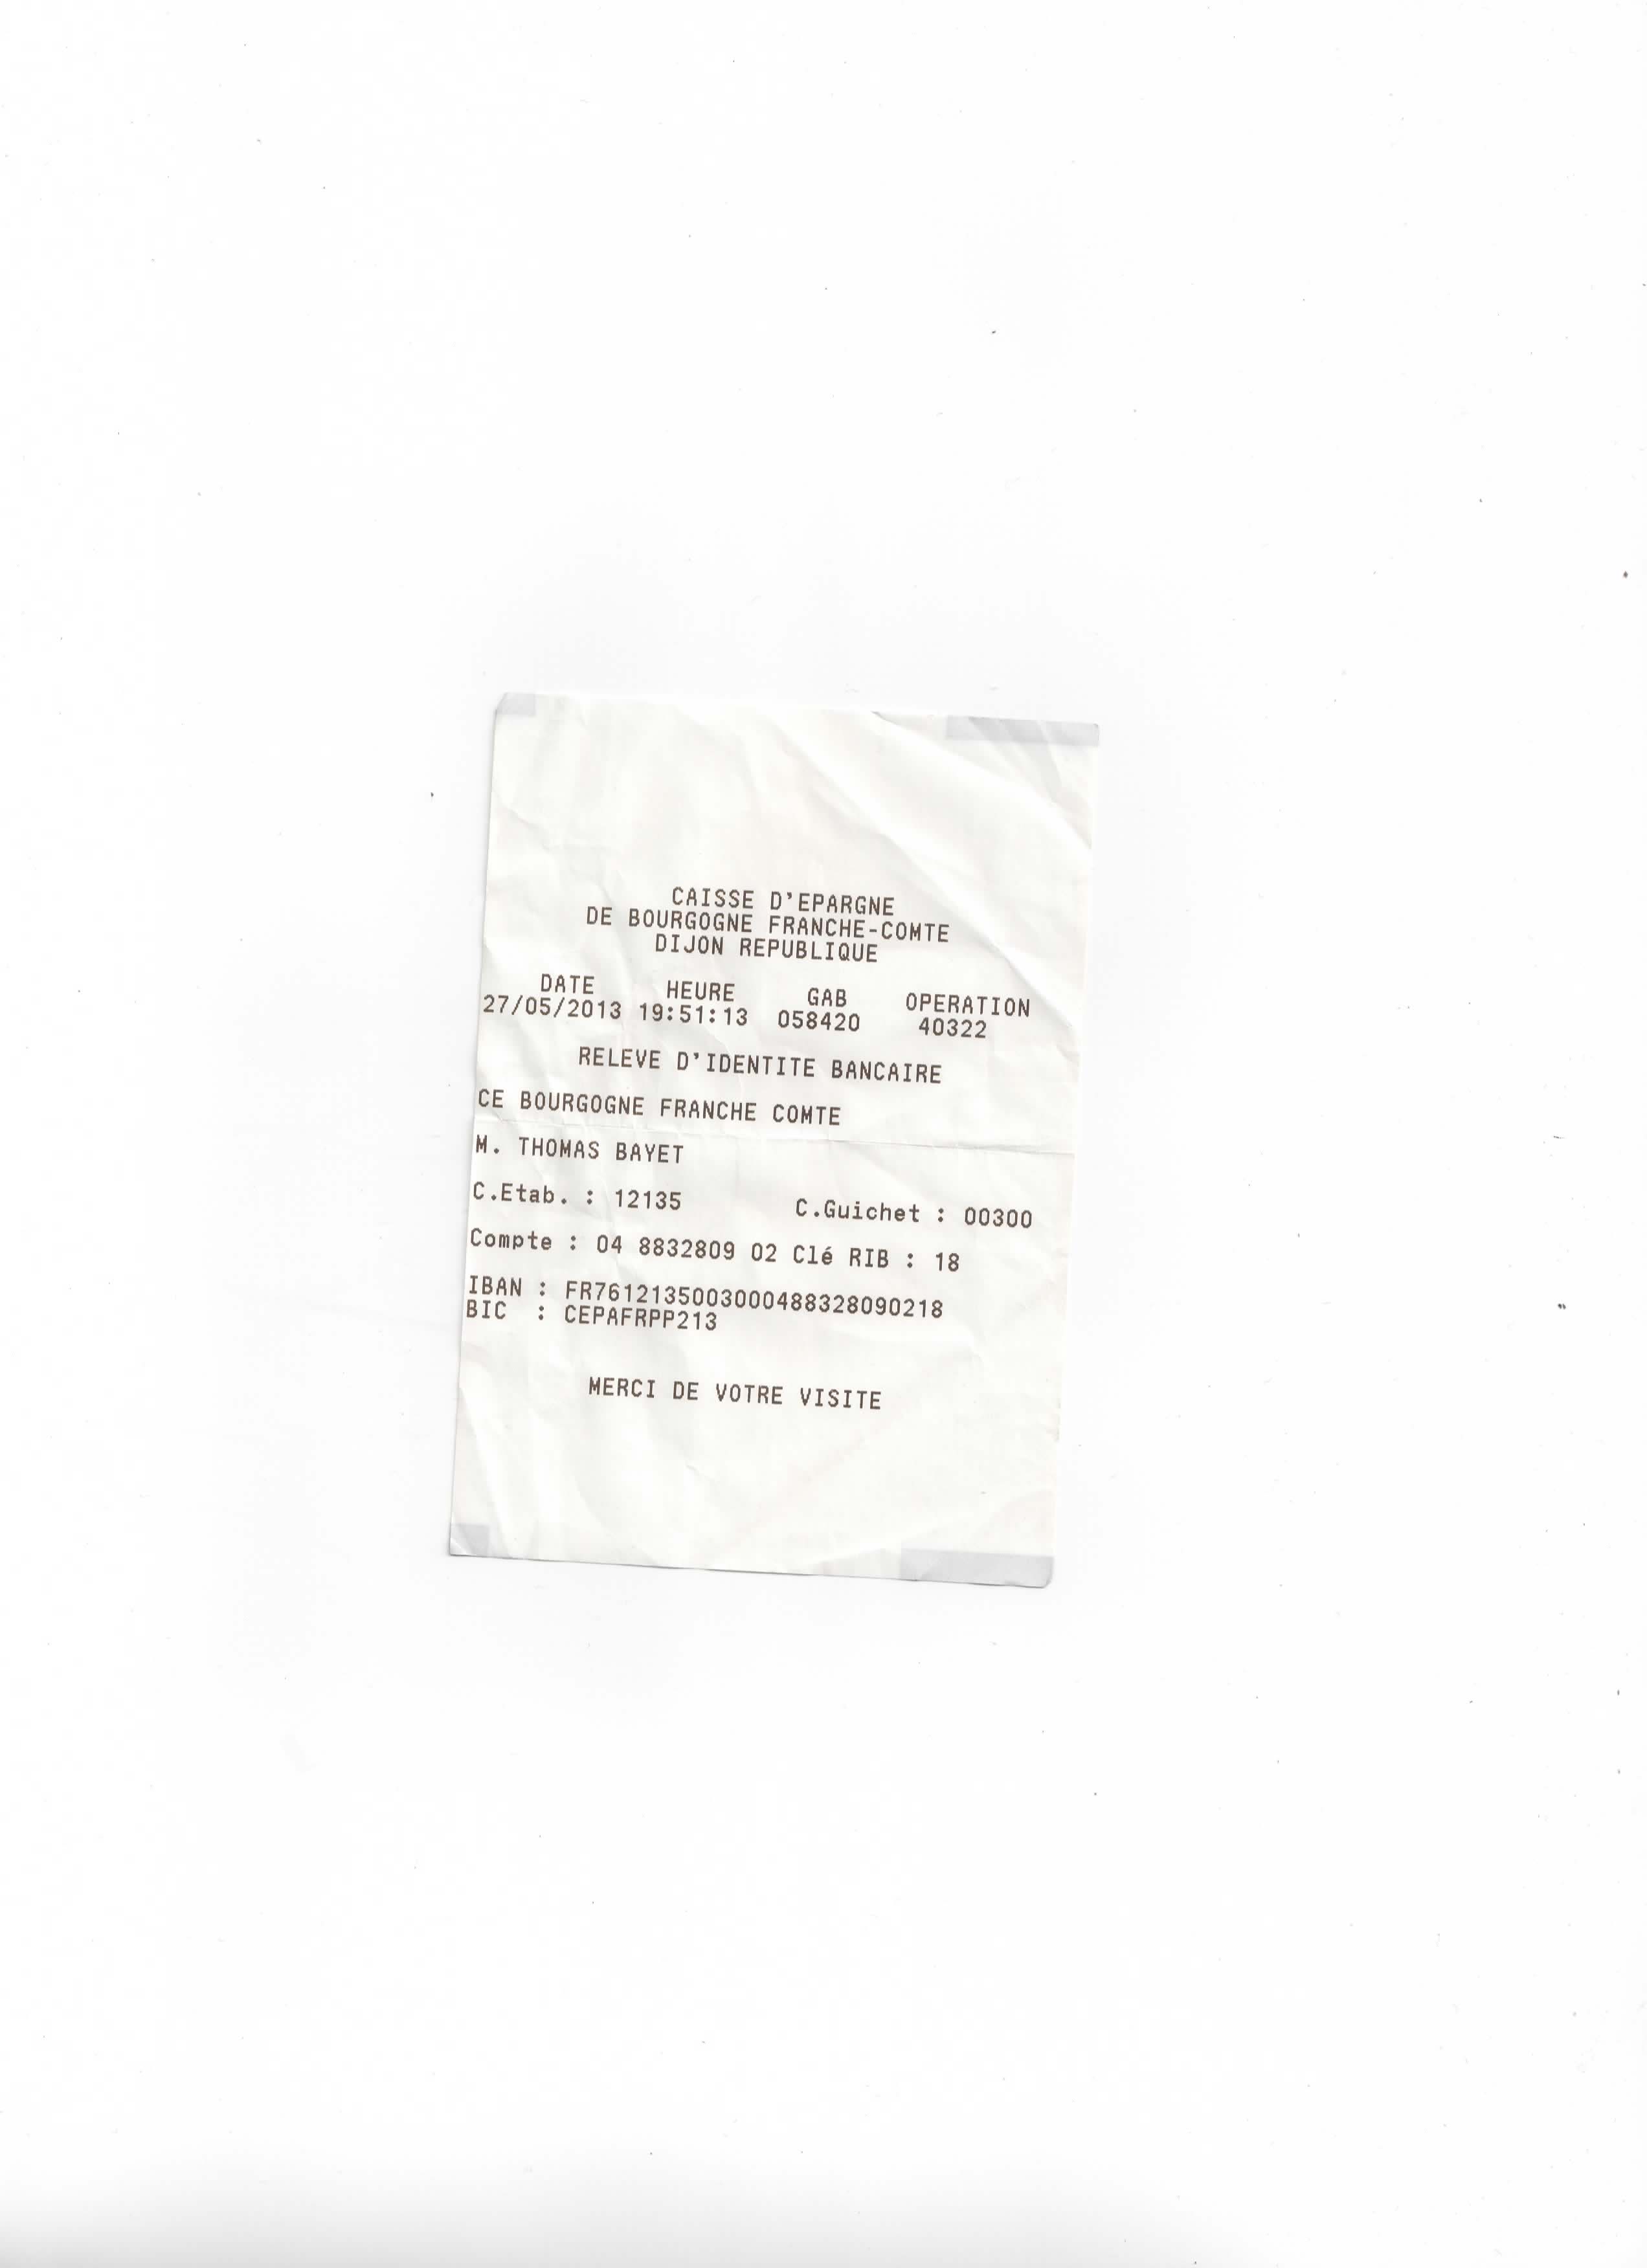 CAISSE D'EPARGNE
DE BOURGOGNE FRANCHE-COMTE
DIJON REPUBLIQUE
DATE HEURE GAB OPERATION
27/05/2013 19:51:13 058420 40322
RELEVE D'IDENTITE BANCAIRE
CE BOURGOGNE FRANCHE COMTE
M. THOMAS BAYET
C.Etab. : 12135 C.Guichet : 00300
Compte : 04 8832809 02 Clé RIB : 18
IBAN : FR7612135003000488328090218
BIC : CEPAFRPP213
MERCI DE VOTRE VISITE